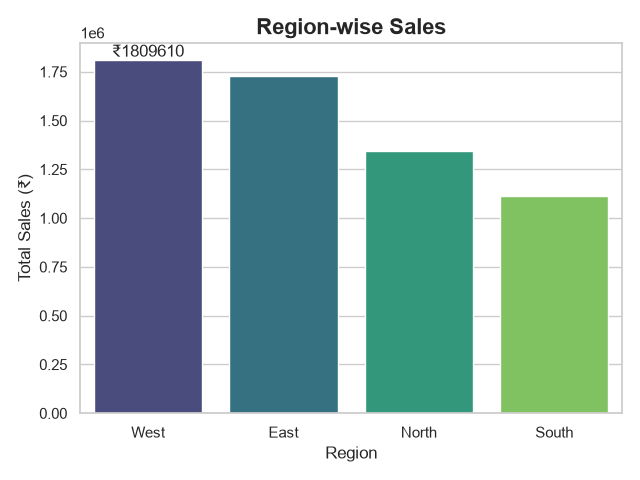 Region-wise Sales
1e6
₹1809610
1.75
1.50
1.25
1.00
0.75
0.50
0.25
0.00
Total Sales (₹)
West East North South
Region